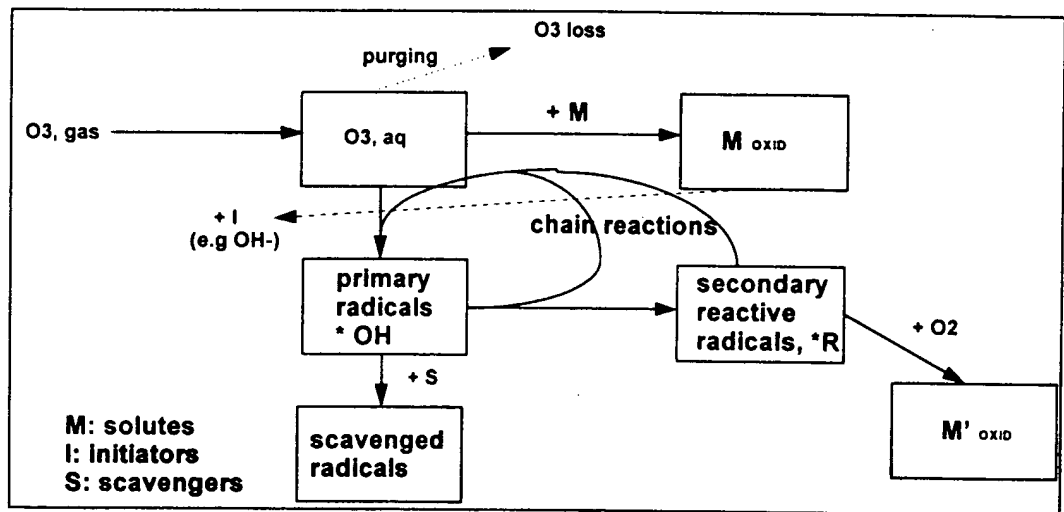 O3 loss
purging
+ M
O3, gas
O3, aq
M OXID
+ I
(e.g OH-)
chain reactions
primary
radicals
* OH
secondary
reactive
radicals, *R
+ O2
+ S
M: solutes
I: initiators
S: scavengers
scavenged
radicals
M' OXID